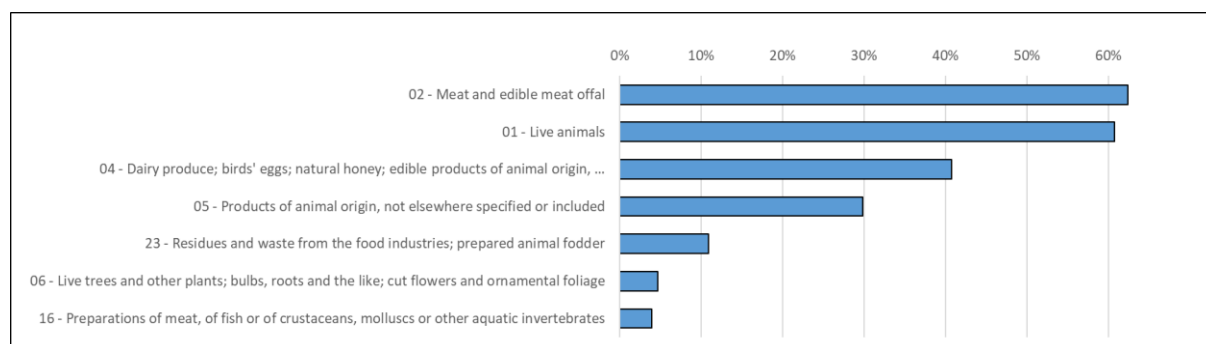 0% 10% 20% 30% 40% 50% 60%
02 - Meat and edible meat offal
01 - Live animals
04 - Dairy produce; birds' eggs; natural honey; edible products of animal origin, ...
05 - Products of animal origin, not elsewhere specified or included
23 - Residues and waste from the food industries; prepared animal fodder
06 - Live trees and other plants; bulbs, roots and the like; cut flowers and ornamental foliage
16 - Preparations of meat, of fish or of crustaceans, molluscs or other aquatic invertebrates